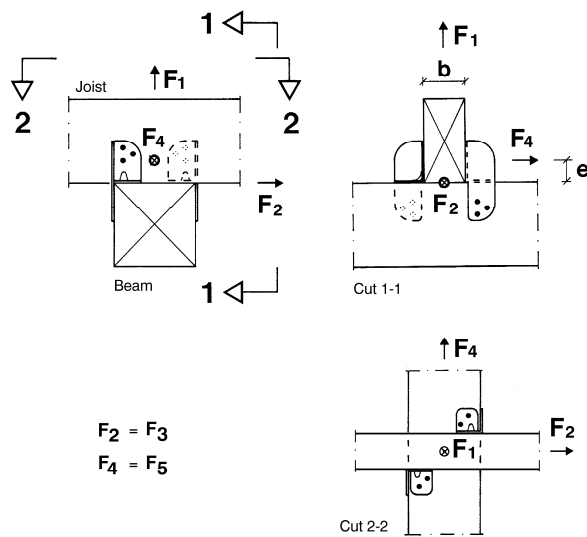 1
F1
b
Joist
F1
2
2
F4
F4
e
F2
F2
Beam
1
Cut 1-1
F4
F2 = F3
F2
F4 = F5
F1
Cut 2-2